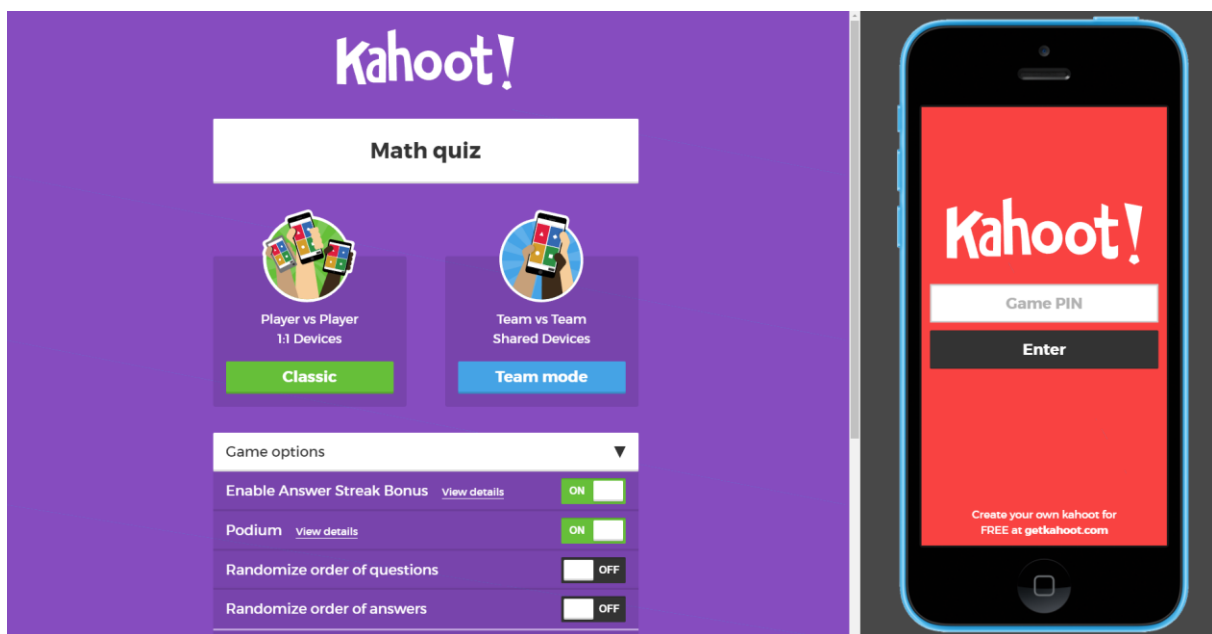 Kahoot!
Math quiz
Player vs Player
1:1 Devices
Classic
Team vs Team
Shared Devices
Team mode
Game options ▼
Enable Answer Streak Bonus View details ON
Podium View details ON
Randomize order of questions OFF
Randomize order of answers OFF
Kahoot!
Game PIN
Enter
Create your own kahoot for
FREE at getkahoot.com